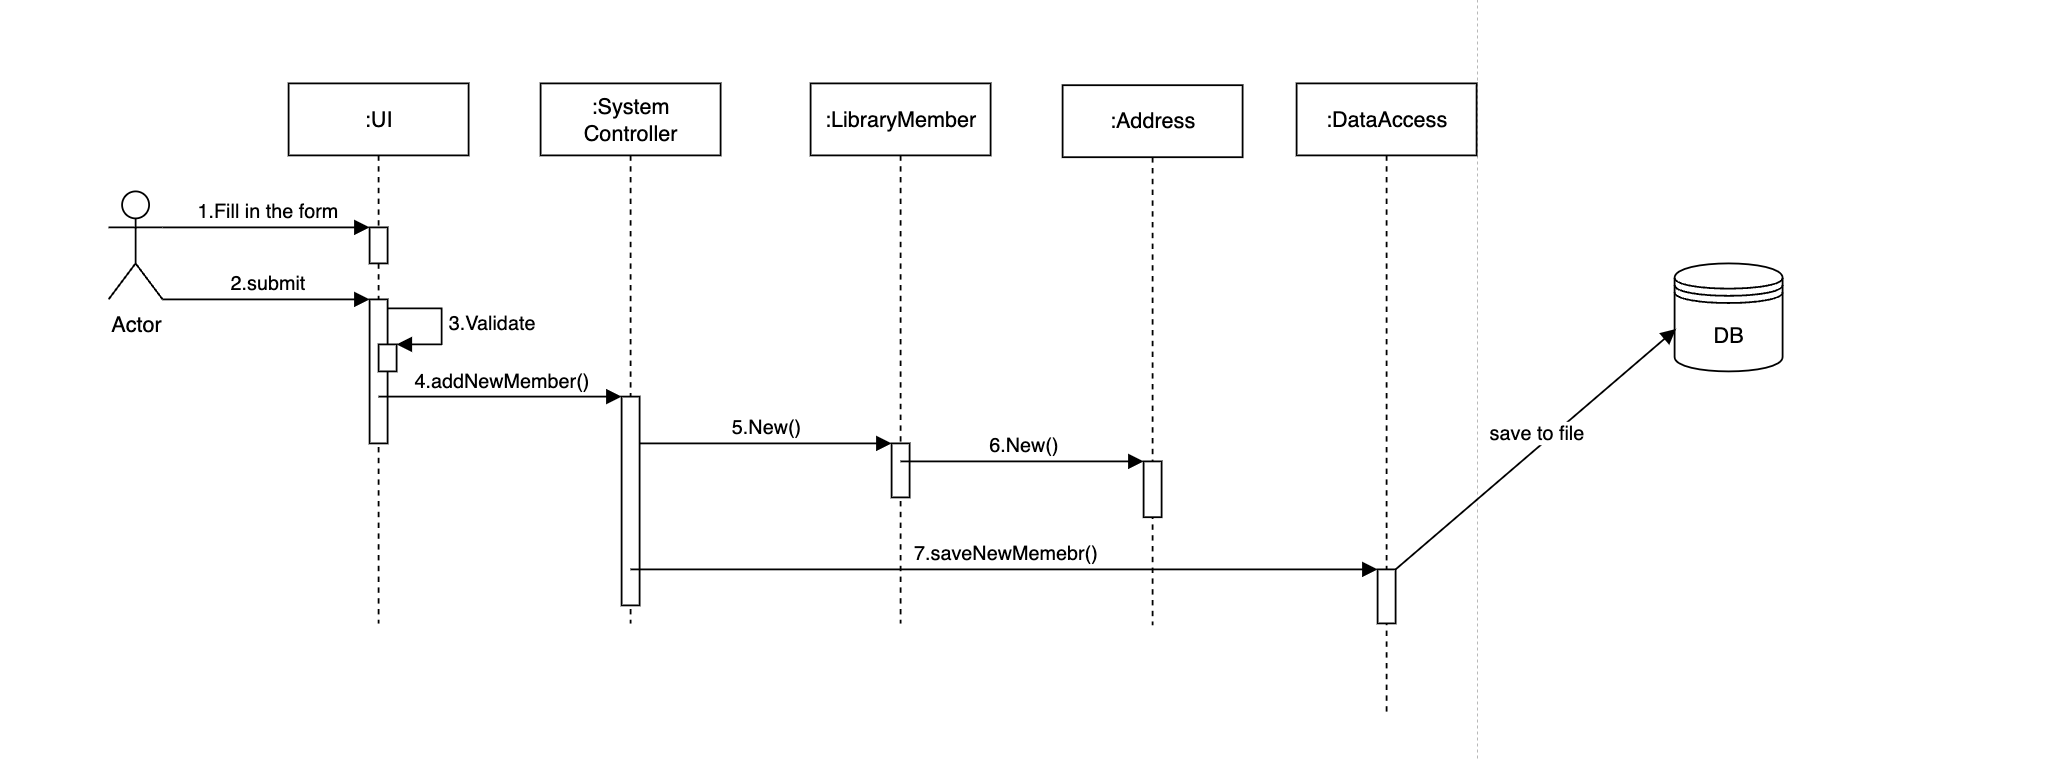 :UI
:System
Controller
:LibraryMember
:Address
:DataAccess
1.Fill in the form
2.submit
Actor
3.Validate
DB
4.addNewMember()
5.New()
save to file
6.New()
7.saveNewMemebr()